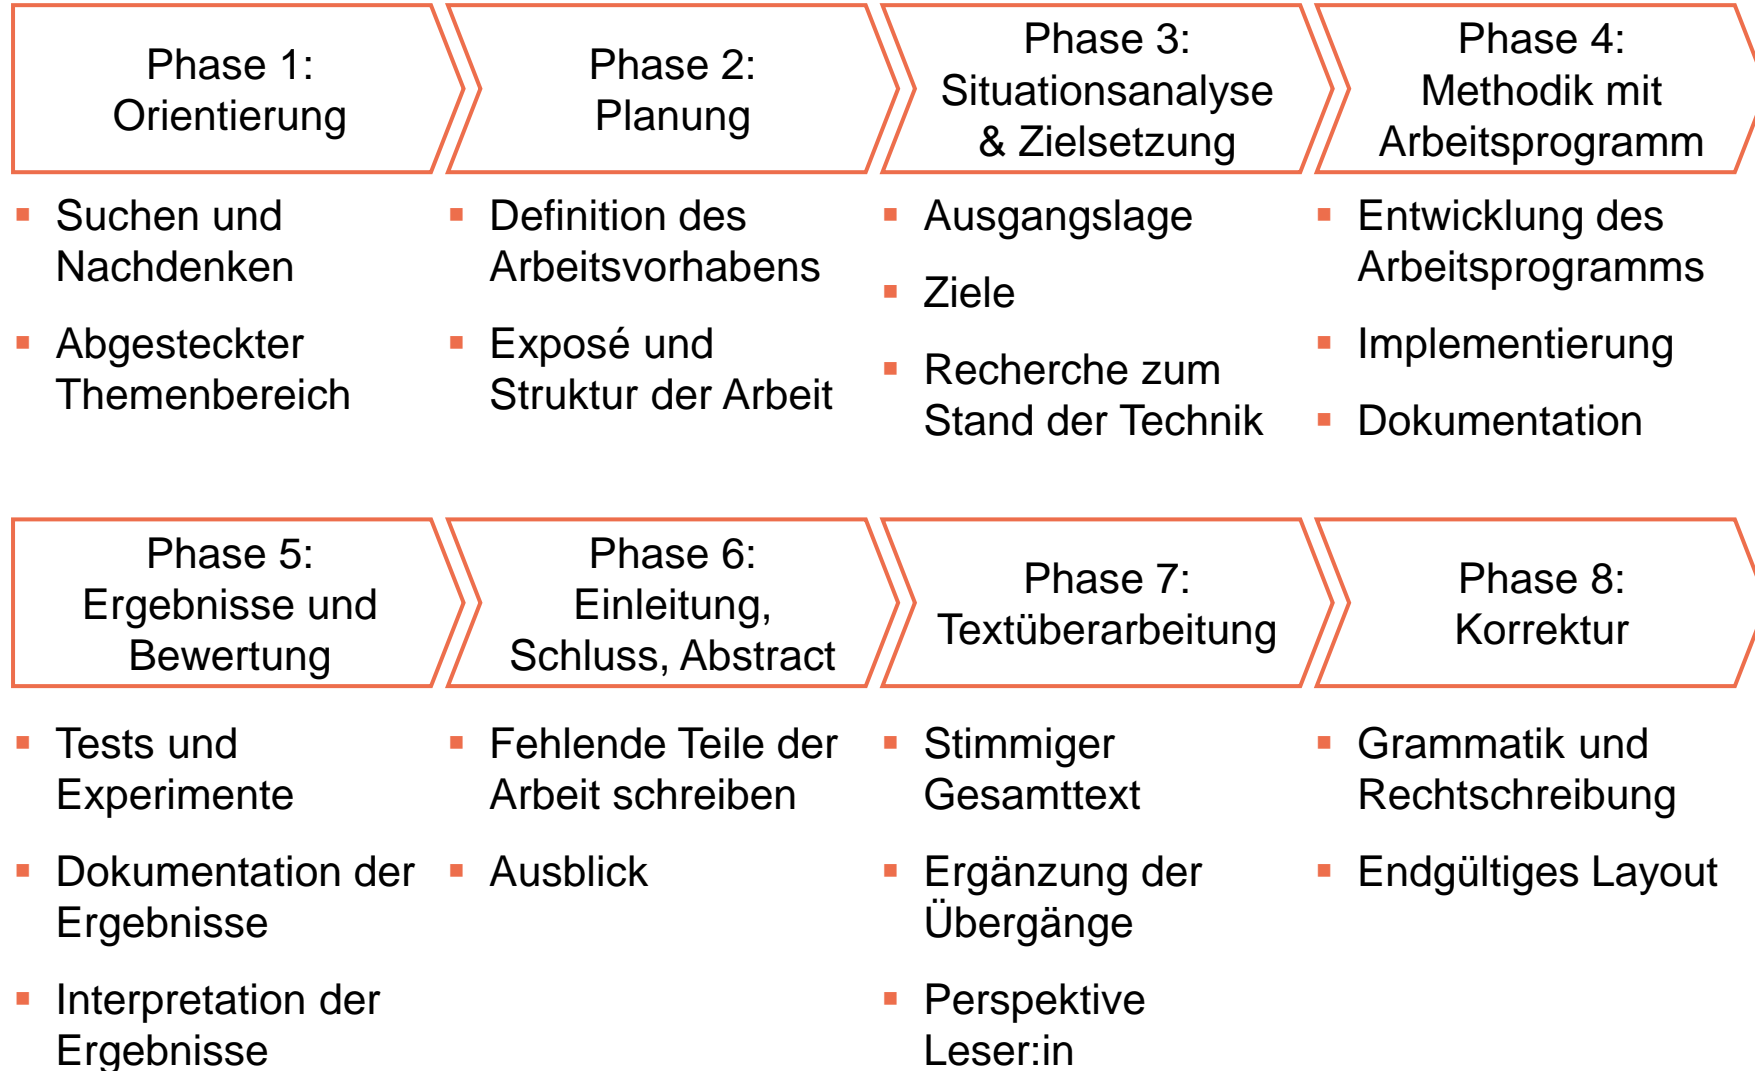 Phase 1:
Orientierung
Phase 2:
Planung
Phase 3:
Situationsanalyse
& Zielsetzung
Phase 4:
Methodik mit
Arbeitsprogramm
Suchen und
Nachdenken
Abgesteckter
Themenbereich
Definition des
Arbeitsvorhabens
Exposé und
Struktur der Arbeit
Ausgangslage
Ziele
Recherche zum
Stand der Technik
Entwicklung des
Arbeitsprogramms
Implementierung
Dokumentation
Phase 5:
Ergebnisse und
Bewertung
Phase 6:
Einleitung,
Schluss, Abstract
Phase 7:
Textüberarbeitung
Phase 8:
Korrektur
Tests und
Experimente
Dokumentation der
Ergebnisse
Interpretation der
Ergebnisse
Fehlende Teile der
Arbeit schreiben
Ausblick
Stimmiger
Gesamttext
Ergänzung der
Übergänge
Perspektive
Leser:in
Grammatik und
Rechtschreibung
Endgültiges Layout